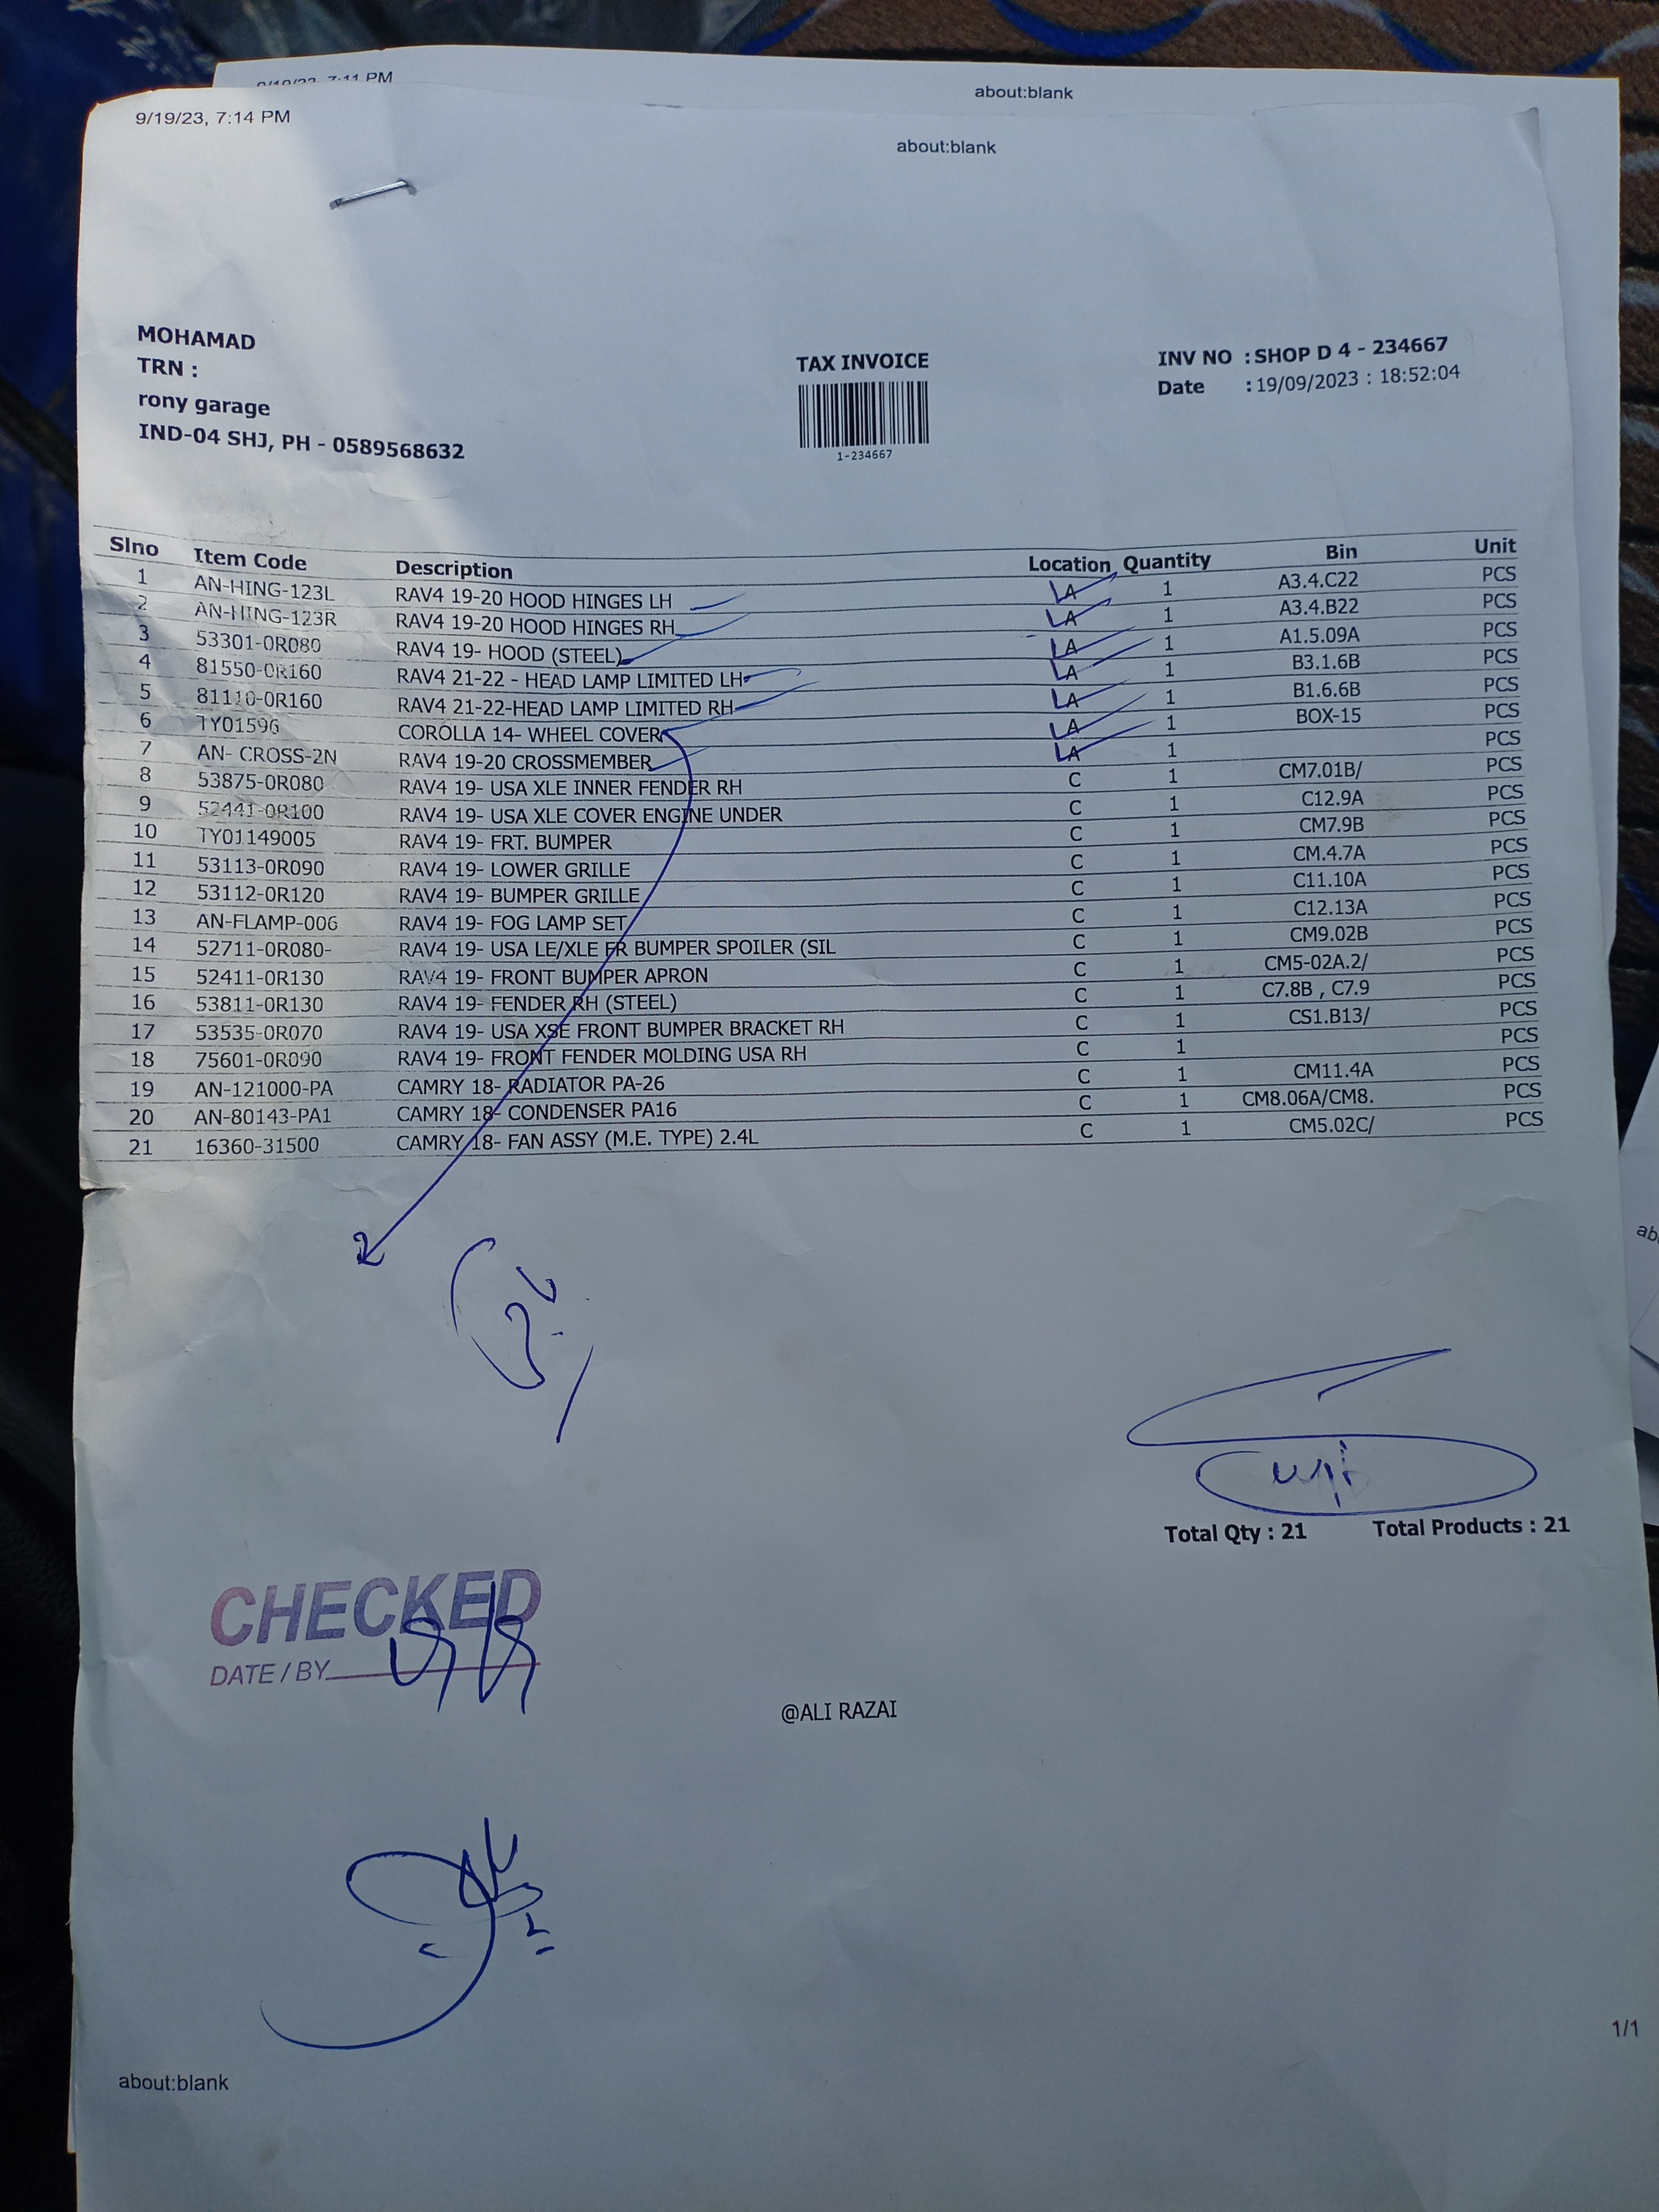 9/19/23, 7:11 PM
about:blank
9/19/23, 7:14 PM
about:blank
MOHAMAD
TRN :
rony garage
IND-04 SHJ, PH - 0589568632
TAX INVOICE
1-234667
INV NO : SHOP D 4 - 234667
Date : 19/09/2023 : 18:52:04
Slno Item Code Description Location Quantity Bin Unit
1 AN-HING-123L RAV4 19-20 HOOD HINGES LH LA 1 A3.4.C22 PCS
2 AN-HING-123R RAV4 19-20 HOOD HINGES RH LA 1 A3.4.B22 PCS
3 53301-0R080 RAV4 19- HOOD (STEEL) LA 1 A1.5.09A PCS
4 81550-0R160 RAV4 21-22 - HEAD LAMP LIMITED LH LA 1 B3.1.6B PCS
5 81110-0R160 RAV4 21-22-HEAD LAMP LIMITED RH LA 1 B1.6.6B PCS
6 TY01596 COROLLA 14- WHEEL COVER LA 1 BOX-15 PCS
7 AN- CROSS-2N RAV4 19-20 CROSSMEMBER LA 1 PCS
8 53875-0R080 RAV4 19- USA XLE INNER FENDER RH C 1 CM7.01B/ PCS
9 52441-0R100 RAV4 19- USA XLE COVER ENGINE UNDER C 1 C12.9A PCS
10 TY01149005 RAV4 19- FRT. BUMPER C 1 CM7.9B PCS
11 53113-0R090 RAV4 19- LOWER GRILLE C 1 CM.4.7A PCS
12 53112-0R120 RAV4 19- BUMPER GRILLE C 1 C11.10A PCS
13 AN-FLAMP-006 RAV4 19- FOG LAMP SET C 1 C12.13A PCS
14 52711-0R080- RAV4 19- USA LE/XLE FR BUMPER SPOILER (SIL C 1 CM9.02B PCS
15 52411-0R130 RAV4 19- FRONT BUMPER APRON C 1 CM5-02A.2/ PCS
16 53811-0R130 RAV4 19- FENDER RH (STEEL) C 1 C7.8B , C7.9 PCS
17 53535-0R070 RAV4 19- USA XSE FRONT BUMPER BRACKET RH C 1 CS1.B13/ PCS
18 75601-0R090 RAV4 19- FRONT FENDER MOLDING USA RH C 1 PCS
19 AN-121000-PA CAMRY 18- RADIATOR PA-26 C 1 CM11.4A PCS
20 AN-80143-PA1 CAMRY 18- CONDENSER PA16 C 1 CM8.06A/CM8. PCS
21 16360-31500 CAMRY 18- FAN ASSY (M.E. TYPE) 2.4L C 1 CM5.02C/ PCS
Total Qty : 21 Total Products : 21
CHECKED
DATE / BY
@ALI RAZAI
1/1
about:blank